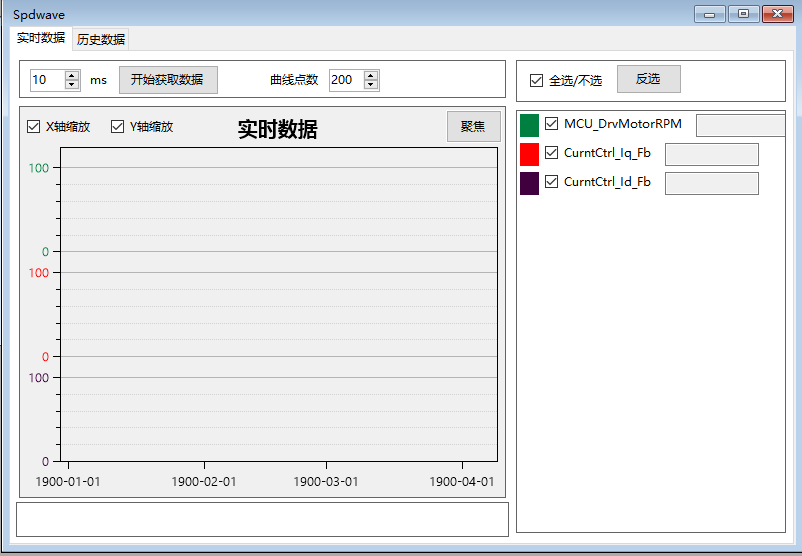 Spdwave
实时数据 历史数据
10 ms 开始获取数据 曲线点数 200
全选/不选 反选
X轴缩放 Y轴缩放 实时数据 聚焦
100
0
100
0
100
0
1900-01-01 1900-02-01 1900-03-01 1900-04-01
MCU_DrvMotorRPM
CurntCtrl_Iq_Fb
CurntCtrl_Id_Fb